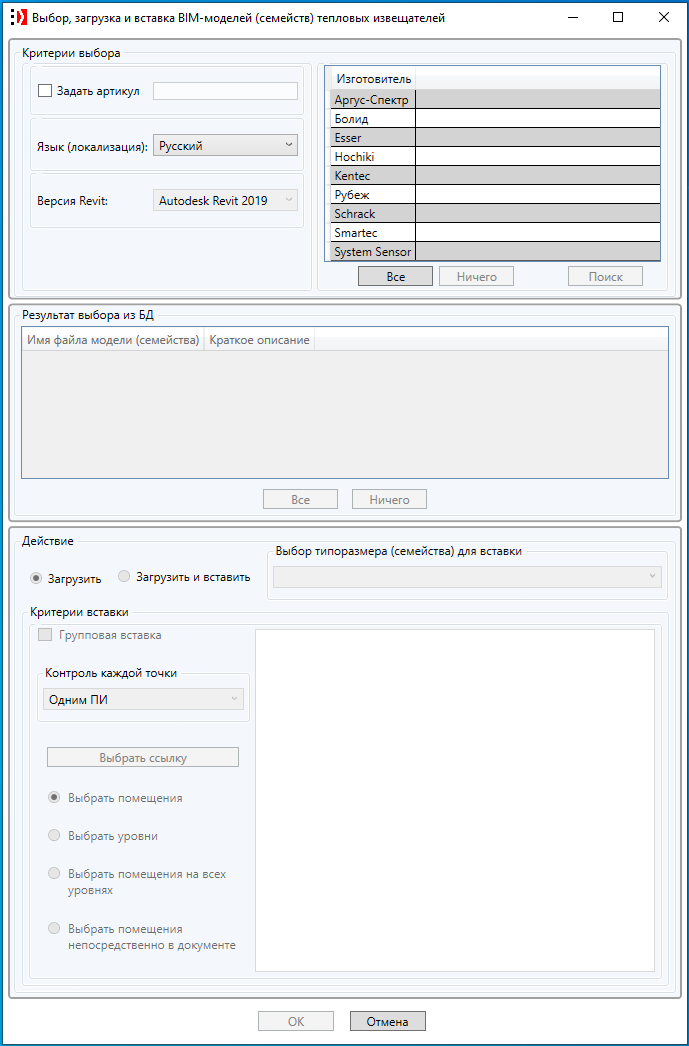 Выбор, загрузка и вставка BIM-моделей (семейств) тепловых извещателей
Критерии выбора
Задать артикул
Язык (локализация):
Русский
Версия Revit:
Autodesk Revit 2019
Изготовитель
Аргус-Спектр
Болид
Esser
Hochiki
Kentec
Рубеж
Schrack
Smartec
System Sensor
Все
Ничего
Поиск
Результат выбора из БД
Имя файла модели (семейства)
Краткое описание
Все
Ничего
Действие
Загрузить
Загрузить и вставить
Выбор типоразмера (семейства) для вставки
Критерии вставки
Групповая вставка
Контроль каждой точки
Одним ПИ
Выбрать ссылку
Выбрать помещения
Выбрать уровни
Выбрать помещения на всех
уровнях
Выбрать помещения
непосредственно в документе
ОК
Отмена